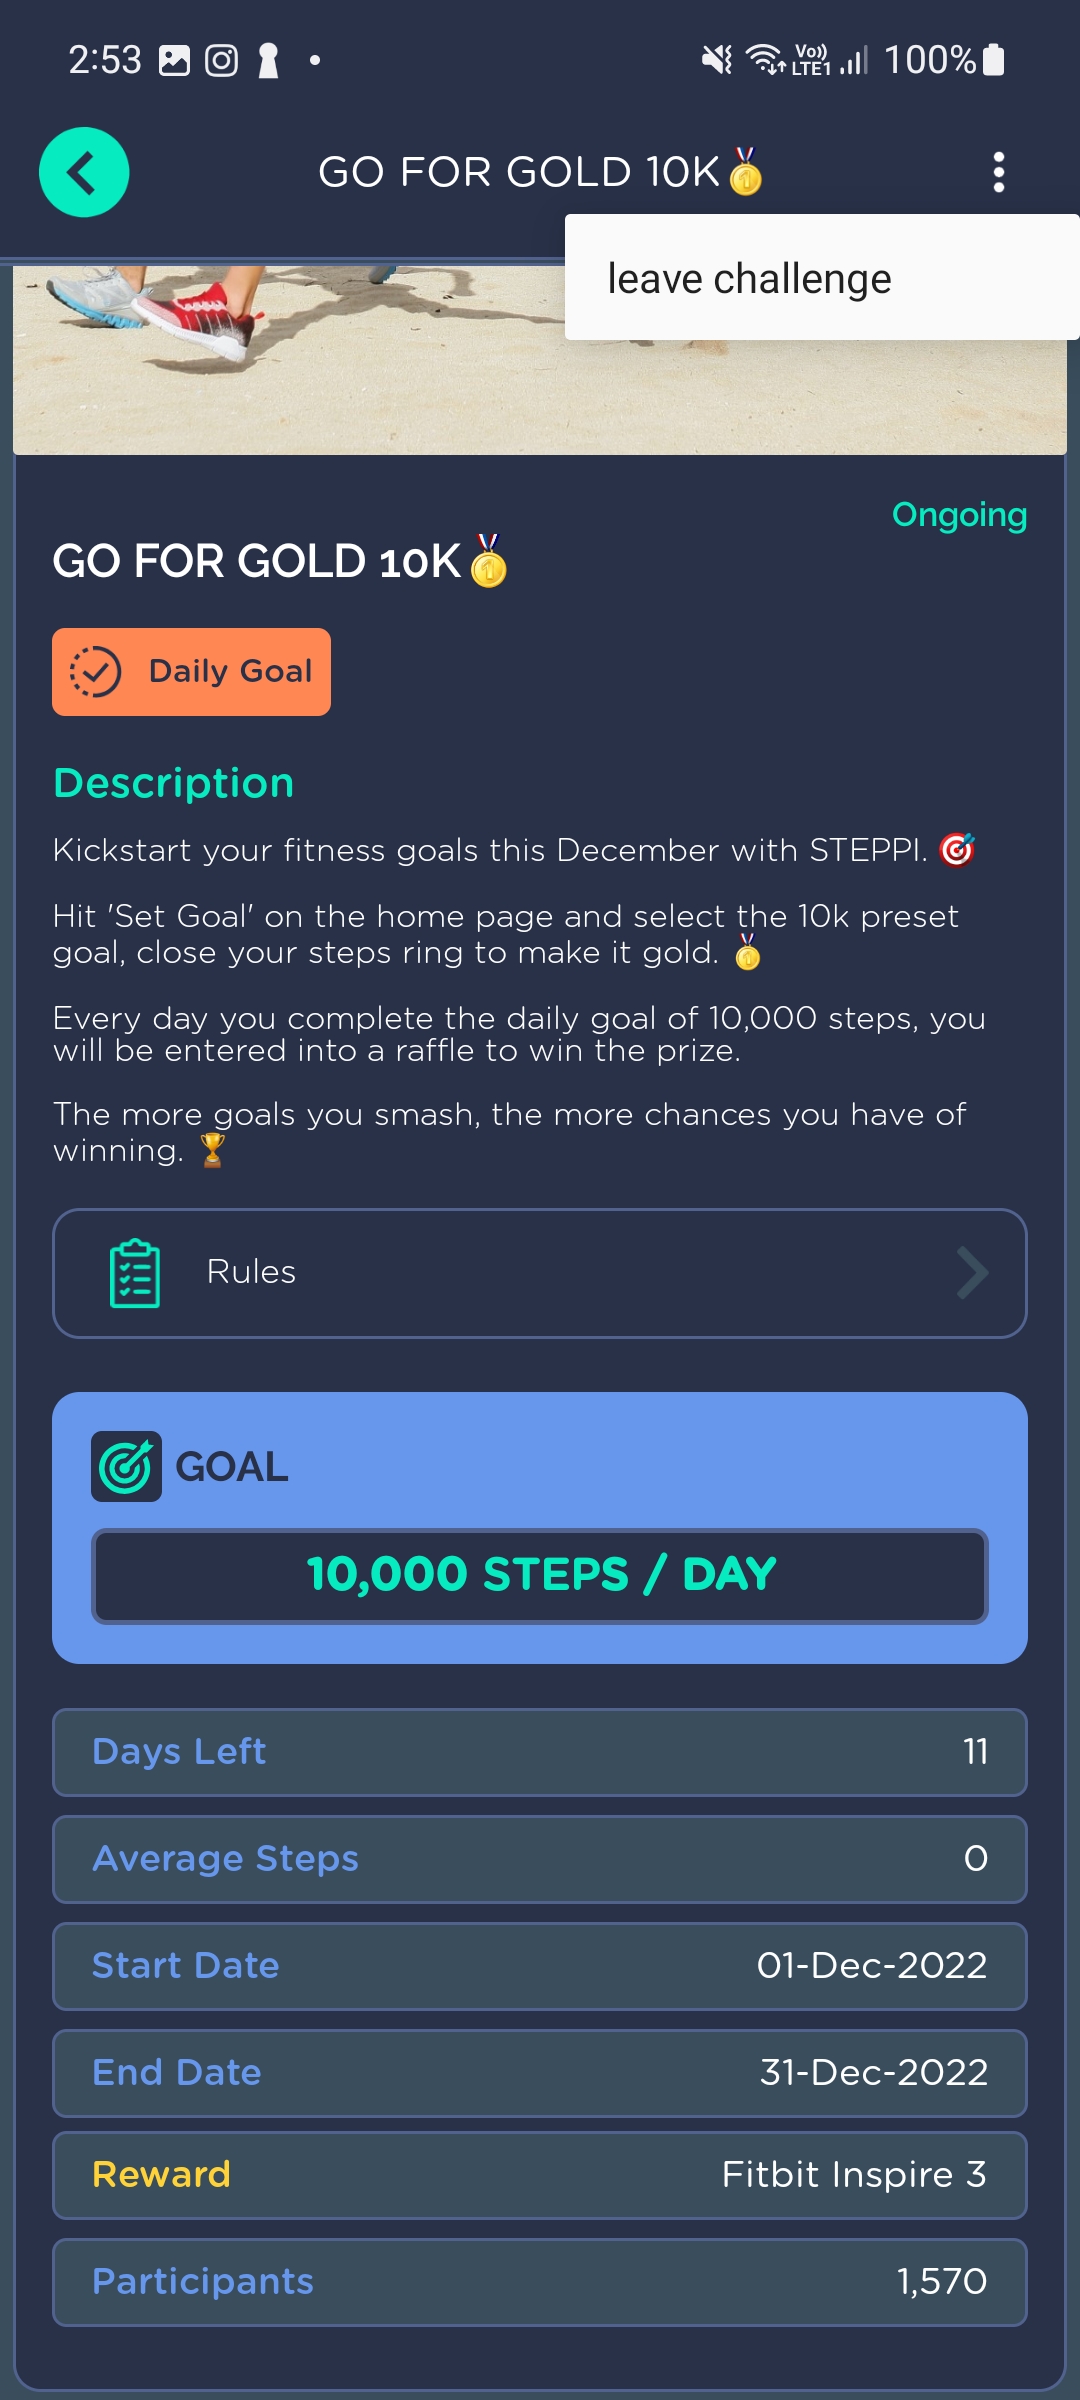 2:53
Vo))
LTE1
100%
GO FOR GOLD 10K🏅
leave challenge
Ongoing
GO FOR GOLD 10K🏅
Daily Goal
Description
Kickstart your fitness goals this December with STEPPI. 🎯
Hit 'Set Goal' on the home page and select the 10k preset
goal, close your steps ring to make it gold. 🏅
Every day you complete the daily goal of 10,000 steps, you
will be entered into a raffle to win the prize.
The more goals you smash, the more chances you have of
winning. 🏆
Rules
GOAL
10,000 STEPS / DAY
Days Left 11
Average Steps 0
Start Date 01-Dec-2022
End Date 31-Dec-2022
Reward Fitbit Inspire 3
Participants 1,570